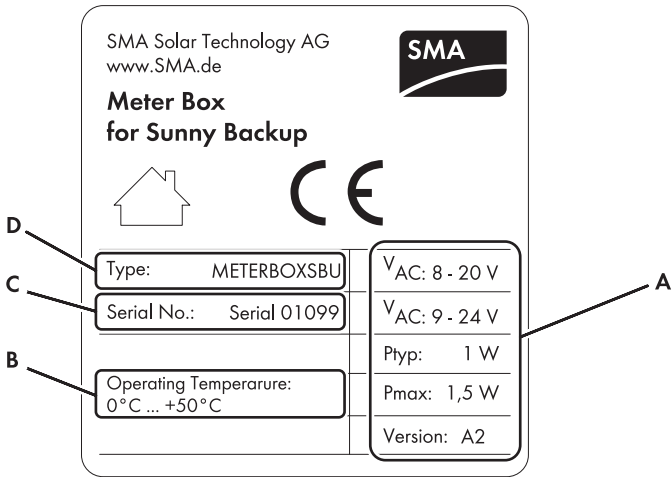 SMA Solar Technology AG
www.SMA.de
SMA
Meter Box
for Sunny Backup
CE
D
Type: METERBOXSBU
VAC: 8 - 20 V
C
Serial No.: Serial 01099
VAC: 9 - 24 V
A
Ptyp: 1 W
B
Operating Temperarure:
0°C ... +50°C
Pmax: 1,5 W
Version: A2